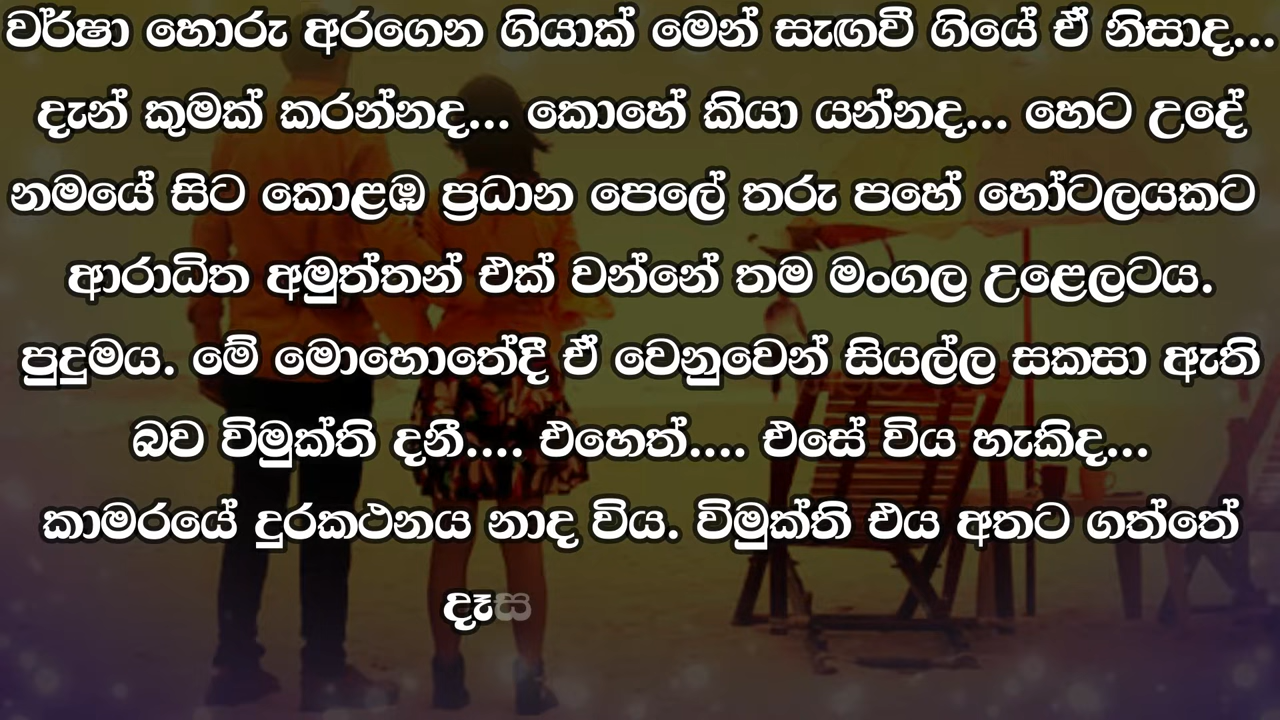 වර්ෂා හොරු අරගෙන ගියාක් මෙන් සැඟවී ගියේ ඒ නිසාද...
දැන් කුමක් කරන්නද... කොහේ කියා යන්නද... හෙට උදේ
නමයේ සිට කොළඹ ප්‍රධාන පෙලේ තරු පහේ හෝටලයකට
ආරාධිත අමුත්තන් එක් වන්නේ තම මංගල උළෙලටය.
පුදුමය. මේ මොහොතේදී ඒ වෙනුවෙන් සියල්ල සකසා ඇති
බව විමුක්ති දනී.... එහෙත්.... එසේ විය හැකිද...
කාමරයේ දුරකථනය නාද විය. විමුක්ති එය අතට ගත්තේ
දෑස